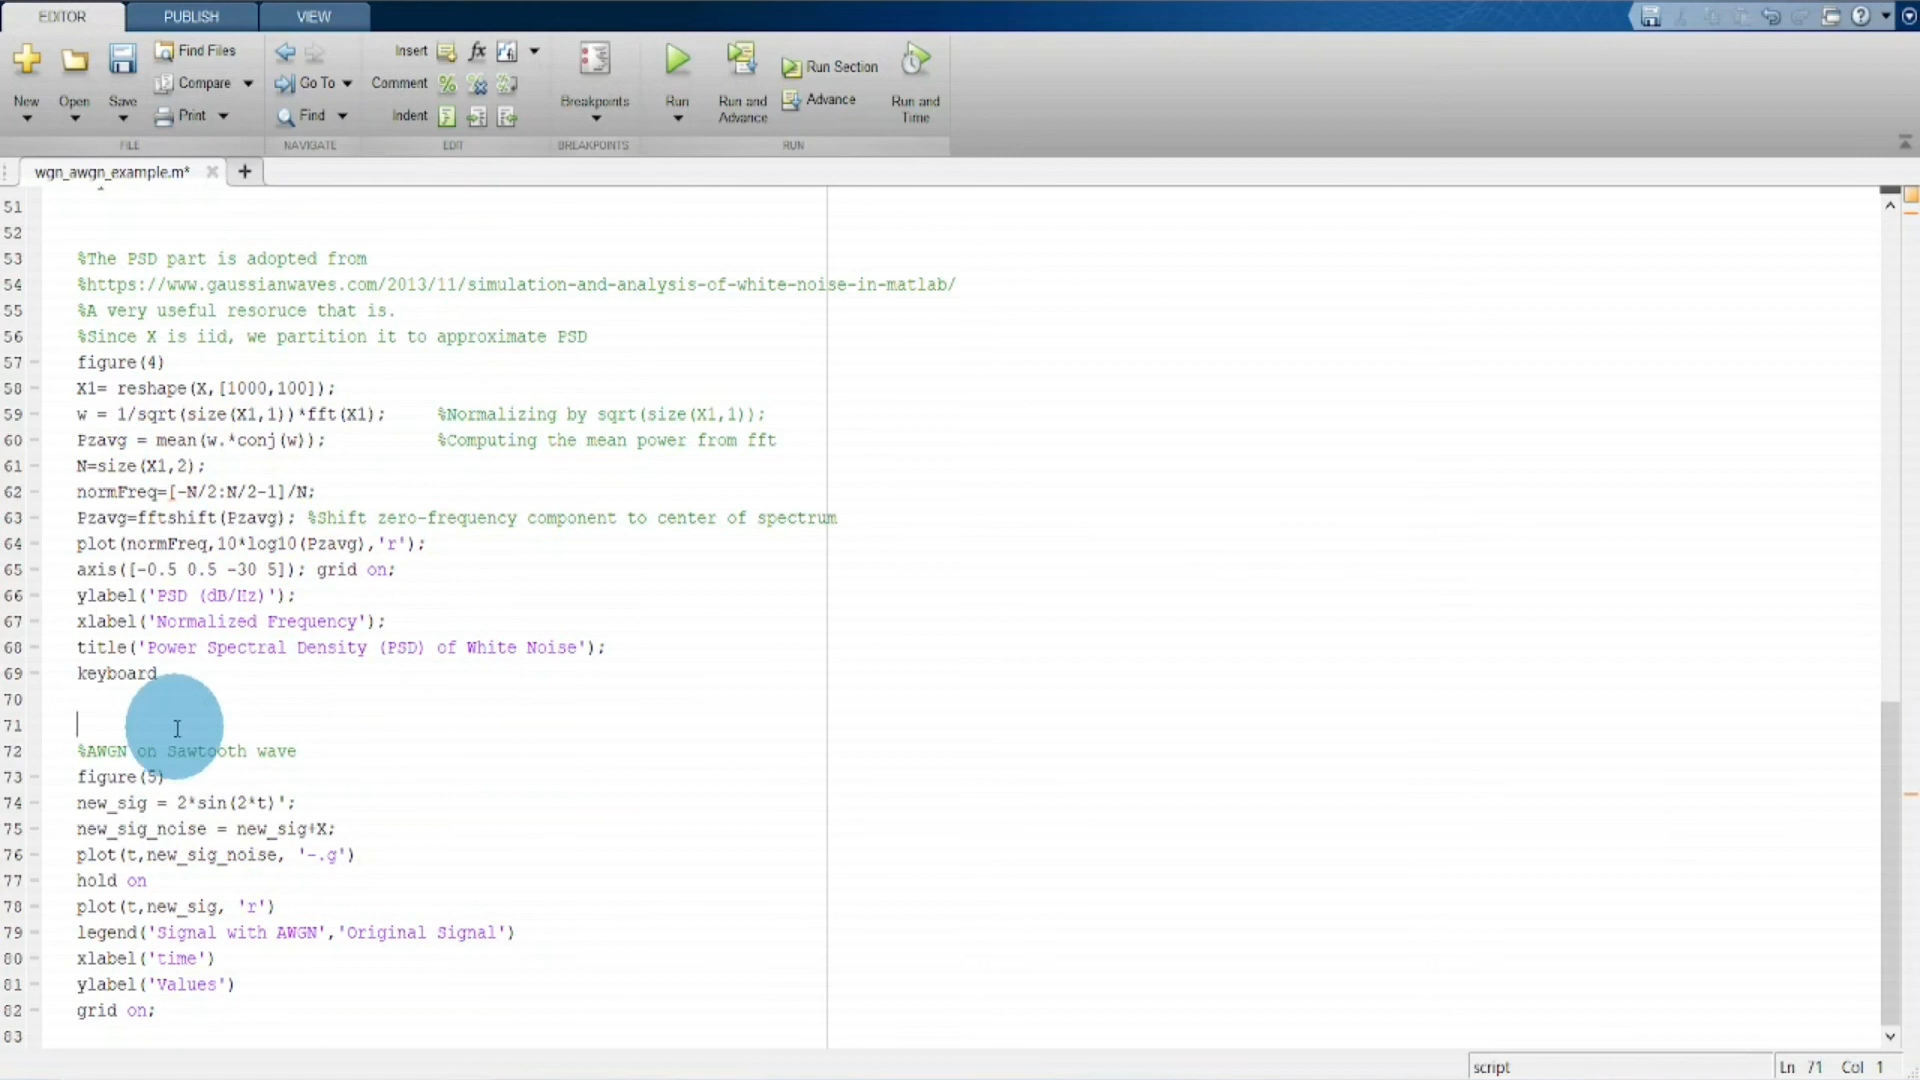 EDITOR PUBLISH VIEW
New Open Save Find Files Compare Print
Go To Find
Insert fx Comment Indent
Breakpoints
Run Run and Advance Run Section Advance Run and Time
FILE NAVIGATE EDIT BREAKPOINTS RUN
wgn_awgn_example.m*
51
52
53 %The PSD part is adopted from
54 %https://www.gaussianwaves.com/2013/11/simulation-and-analysis-of-white-noise-in-matlab/
55 %A very useful resoruce that is.
56 %Since X is iid, we partition it to approximate PSD
57 figure(4)
58 X1= reshape(X,[1000,100]);
59 w = 1/sqrt(size(X1,1))*fft(X1); %Normalizing by sqrt(size(X1,1));
60 Pzavg = mean(w.*conj(w)); %Computing the mean power from fft
61 N=size(X1,2);
62 normFreq=[-N/2:N/2-1]/N;
63 Pzavg=fftshift(Pzavg); %Shift zero-frequency component to center of spectrum
64 plot(normFreq,10*log10(Pzavg),'r');
65 axis([-0.5 0.5 -30 5]); grid on;
66 ylabel('PSD (dB/Hz)');
67 xlabel('Normalized Frequency');
68 title('Power Spectral Density (PSD) of White Noise');
69 keyboard
70
71
72 %AWGN on Sawtooth wave
73 figure(5)
74 new_sig = 2*sin(2*t)';
75 new_sig_noise = new_sig+X;
76 plot(t,new_sig_noise, '-.g')
77 hold on
78 plot(t,new_sig, 'r')
79 legend('Signal with AWGN','Original Signal')
80 xlabel('time')
81 ylabel('Values')
82 grid on;
83
script Ln 71 Col 1